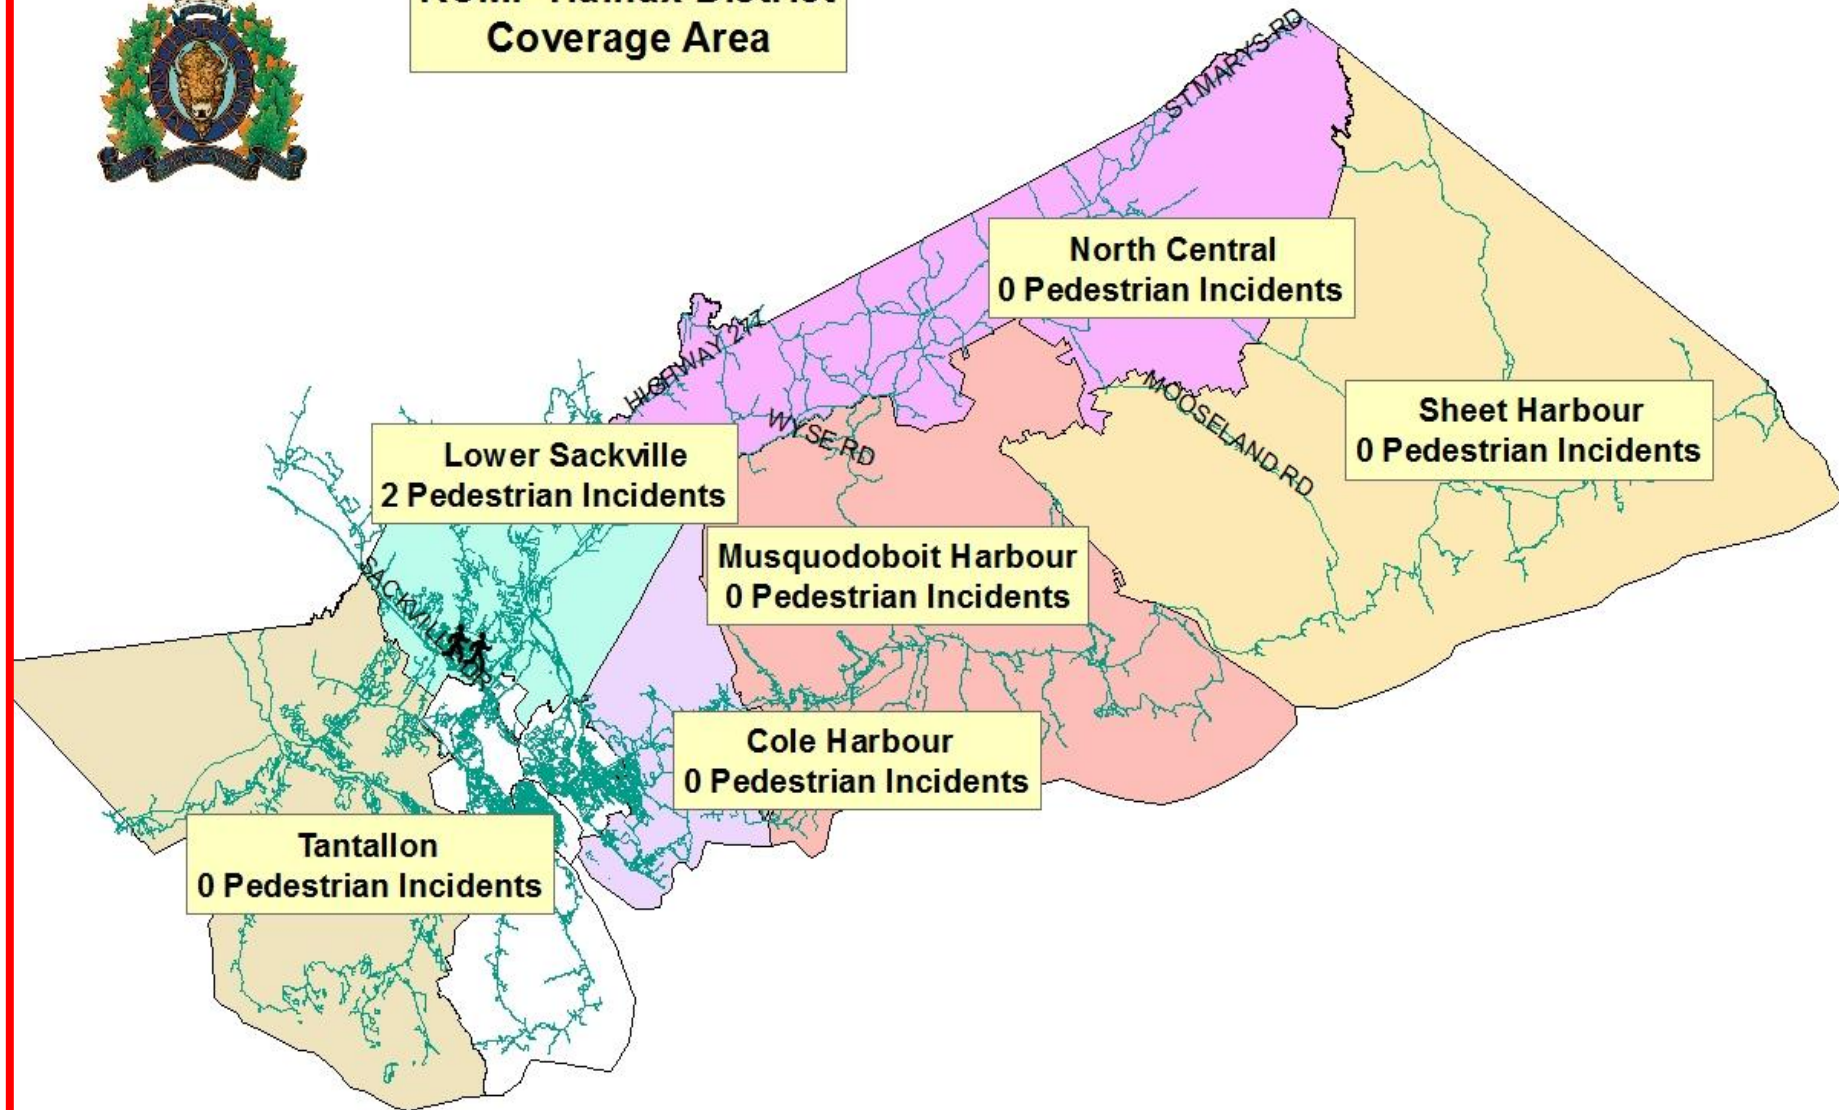 Coverage Area
ST MARYS RD
North Central
0 Pedestrian Incidents
HIGHWAY 277
MOOSELAND RD
Sheet Harbour
0 Pedestrian Incidents
WYSE RD
Lower Sackville
2 Pedestrian Incidents
Musquodoboit Harbour
0 Pedestrian Incidents
SACKVILLE DR
Cole Harbour
0 Pedestrian Incidents
Tantallon
0 Pedestrian Incidents